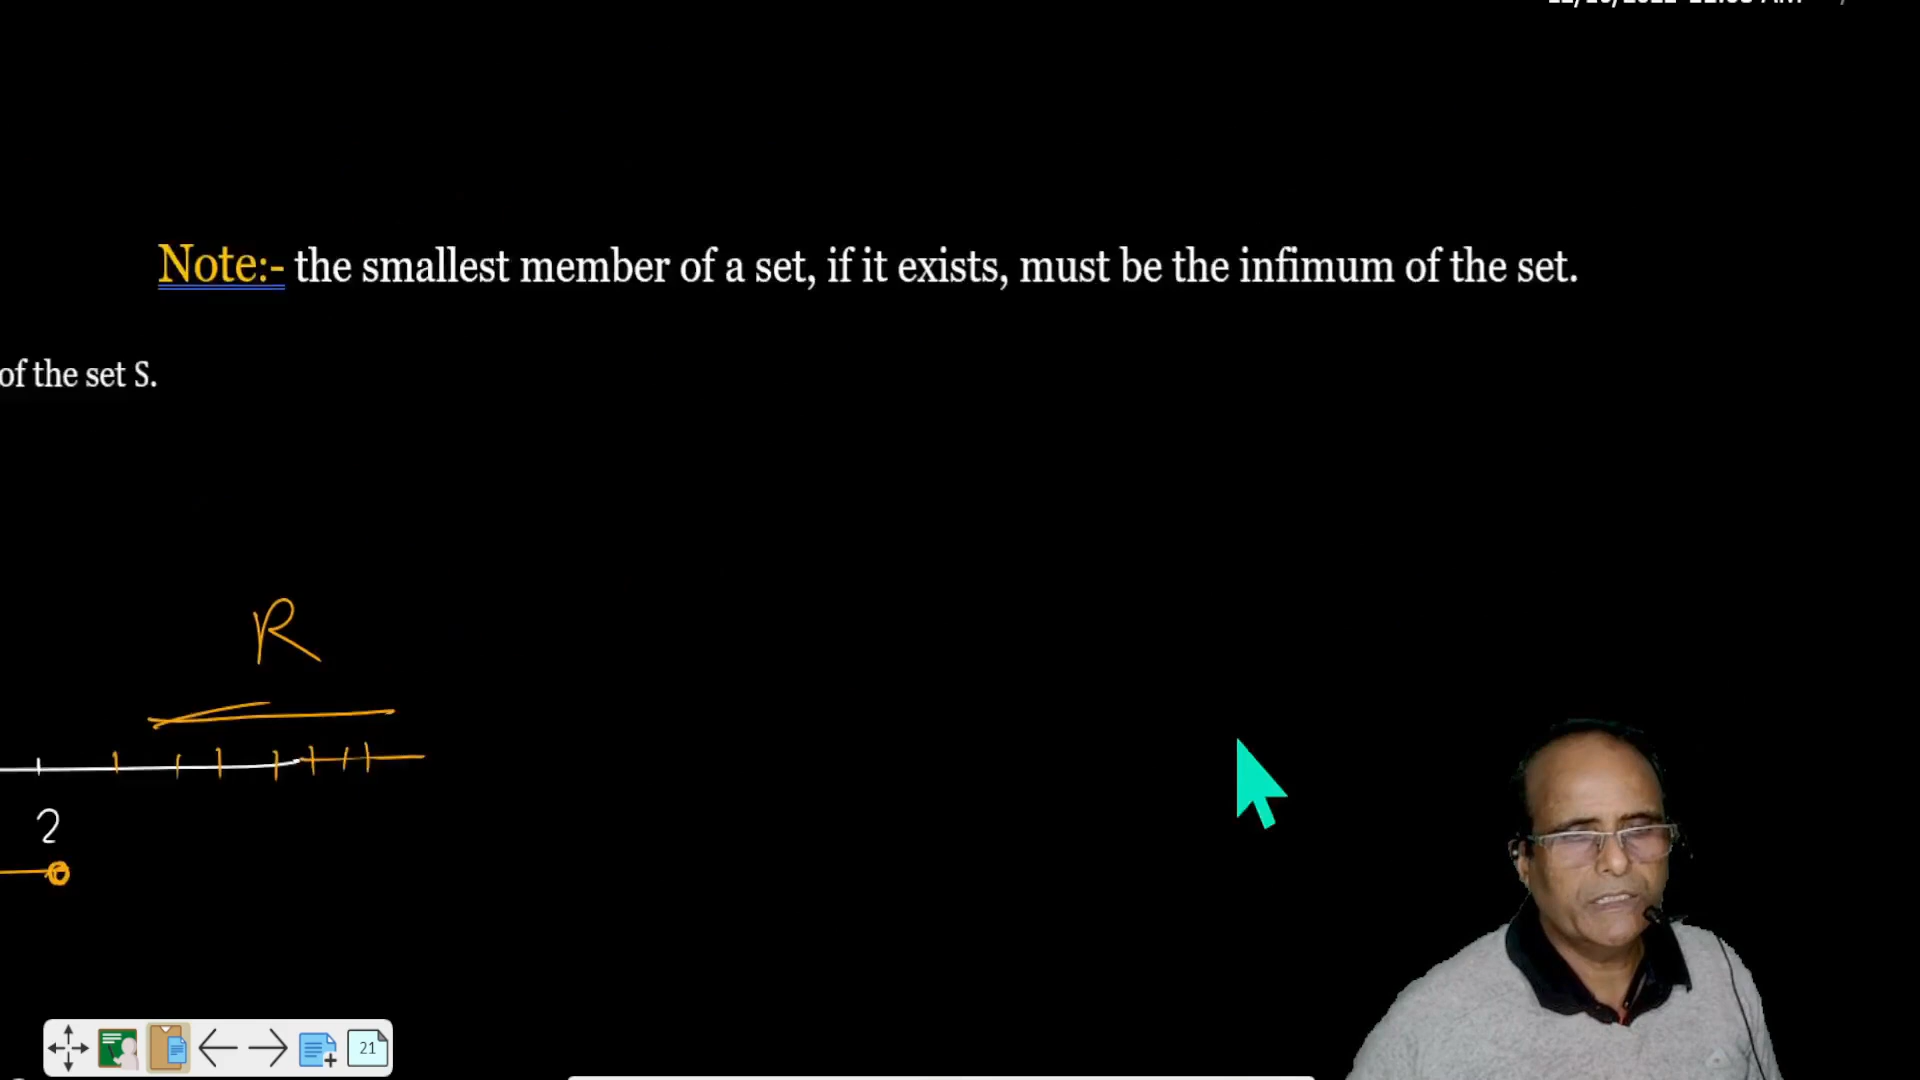 Note:- the smallest member of a set, if it exists, must be the infimum of the set.
of the set S.
R
2
21